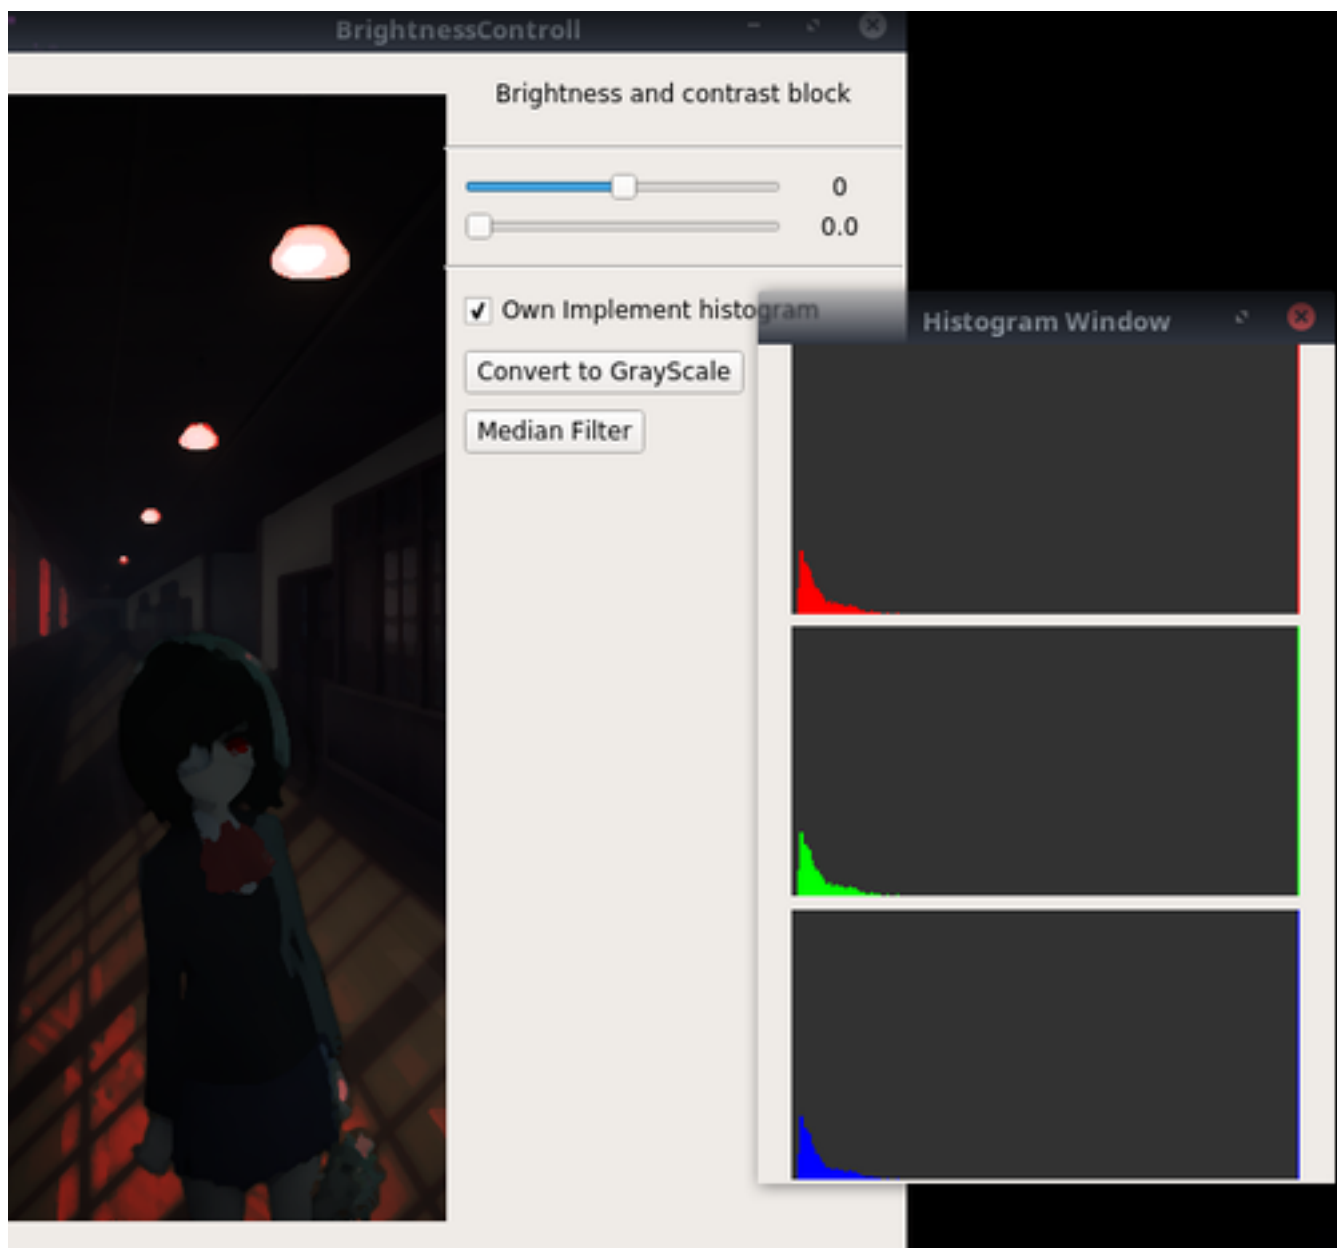 BrightnessControll
Brightness and contrast block
0
0.0
Own Implement histogram
Histogram Window
Convert to GrayScale
Median Filter